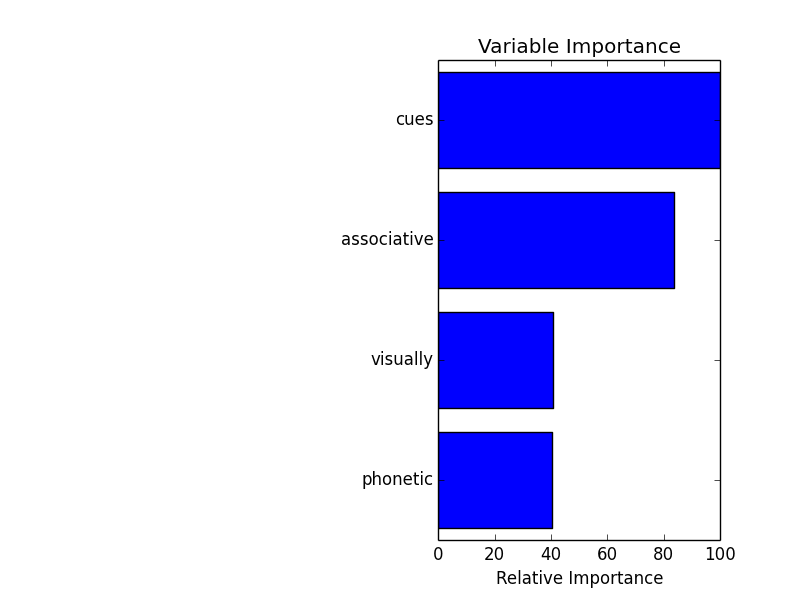 Variable Importance
cues
associative
visually
phonetic
0 20 40 60 80 100
Relative Importance